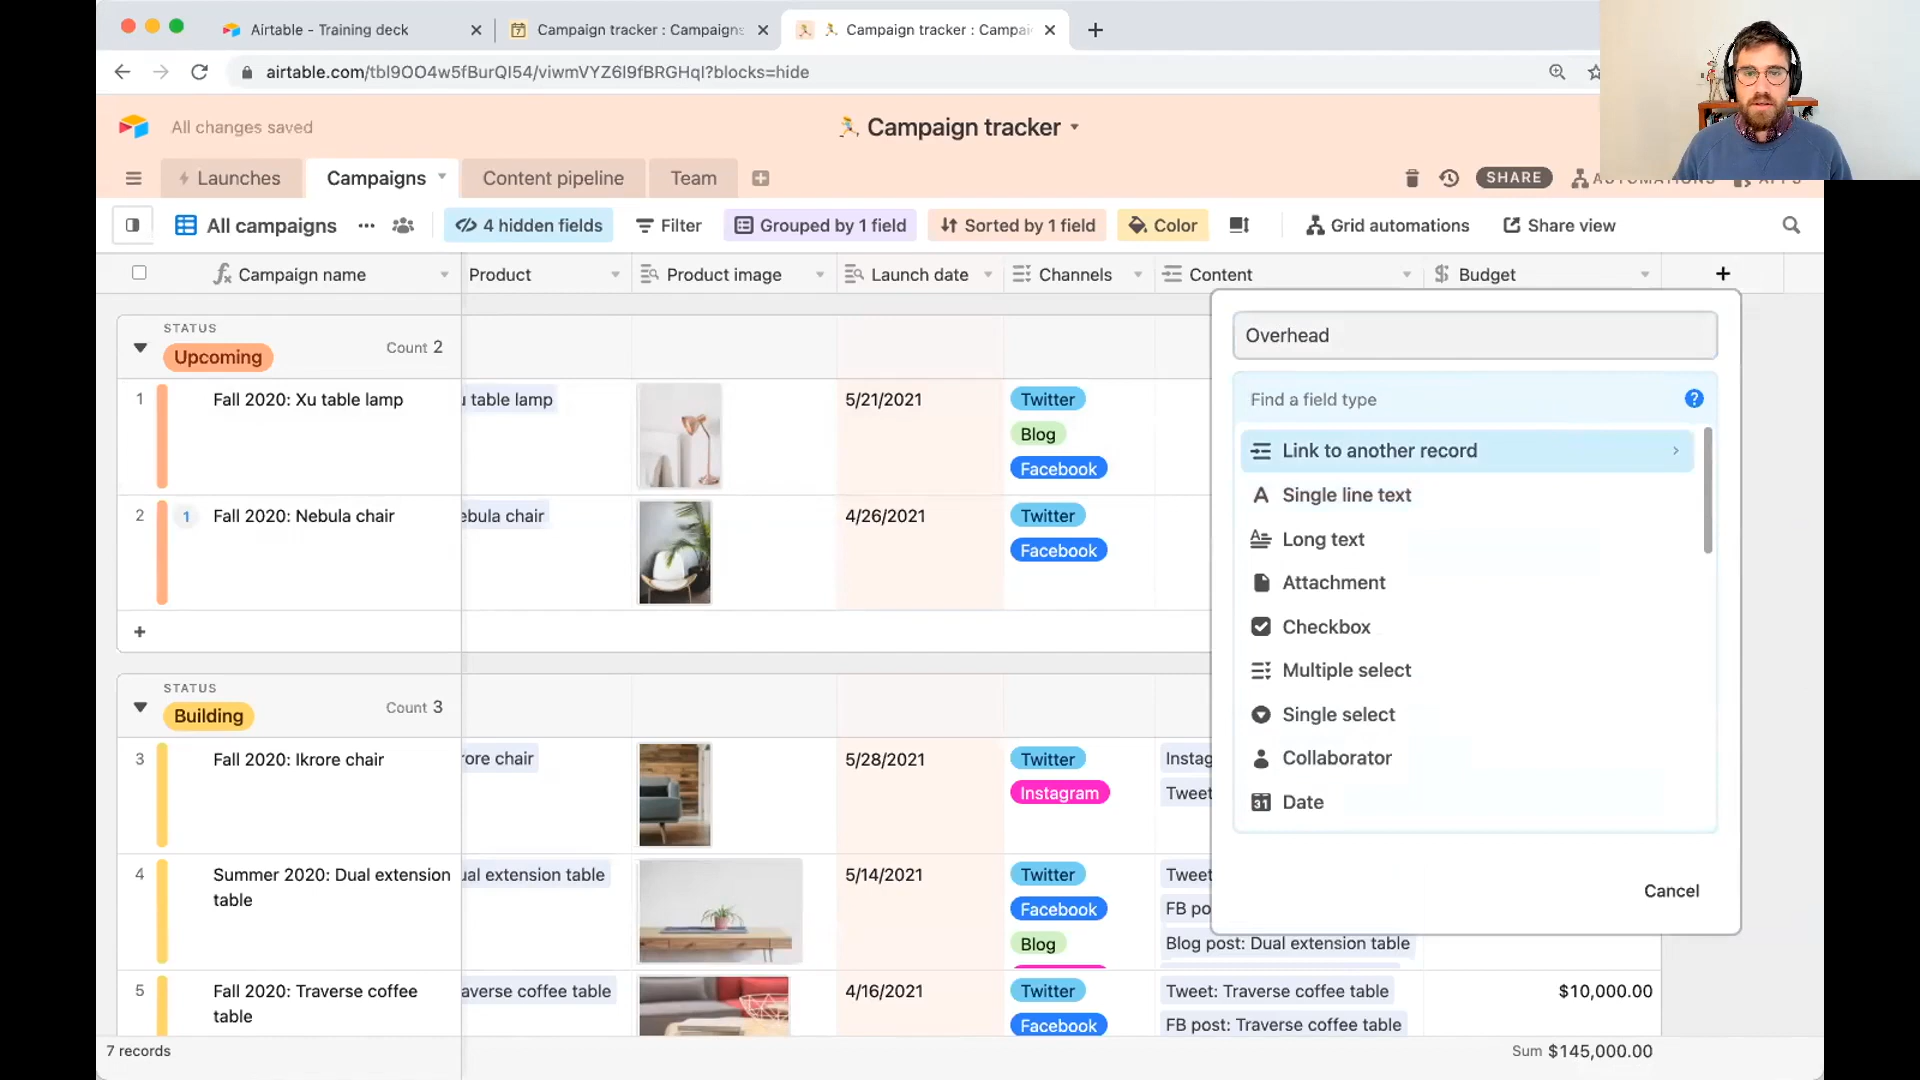 Airtable - Training deck
Campaign tracker : Campaigns
Campaign tracker : Campai
airtable.com/tbl9OO4w5fBurQI54/viwmVYZ6l9fBRGHqI?blocks=hide
All changes saved
Campaign tracker
Launches
Campaigns
Content pipeline
Team
SHARE
All campaigns
4 hidden fields
Filter
Grouped by 1 field
Sorted by 1 field
Color
Grid automations
Share view
Campaign name
Product
Product image
Launch date
Channels
Content
Budget
STATUS
Upcoming
Count 2
1
Fall 2020: Xu table lamp
table lamp
5/21/2021
Twitter
Blog
Facebook
2
1
Fall 2020: Nebula chair
ebula chair
4/26/2021
Twitter
Facebook
STATUS
Building
Count 3
3
Fall 2020: Ikrore chair
rore chair
5/28/2021
Twitter
Instagram
Instag
Tweet
4
Summer 2020: Dual extension
table
ual extension table
5/14/2021
Twitter
Facebook
Blog
Tweet
FB po
Blog post: Dual extension table
5
Fall 2020: Traverse coffee
table
averse coffee table
4/16/2021
Twitter
Facebook
Tweet: Traverse coffee table
FB post: Traverse coffee table
$10,000.00
7 records
Sum $145,000.00
Overhead
Find a field type
?
Link to another record
Single line text
Long text
Attachment
Checkbox
Multiple select
Single select
Collaborator
31 Date
Cancel